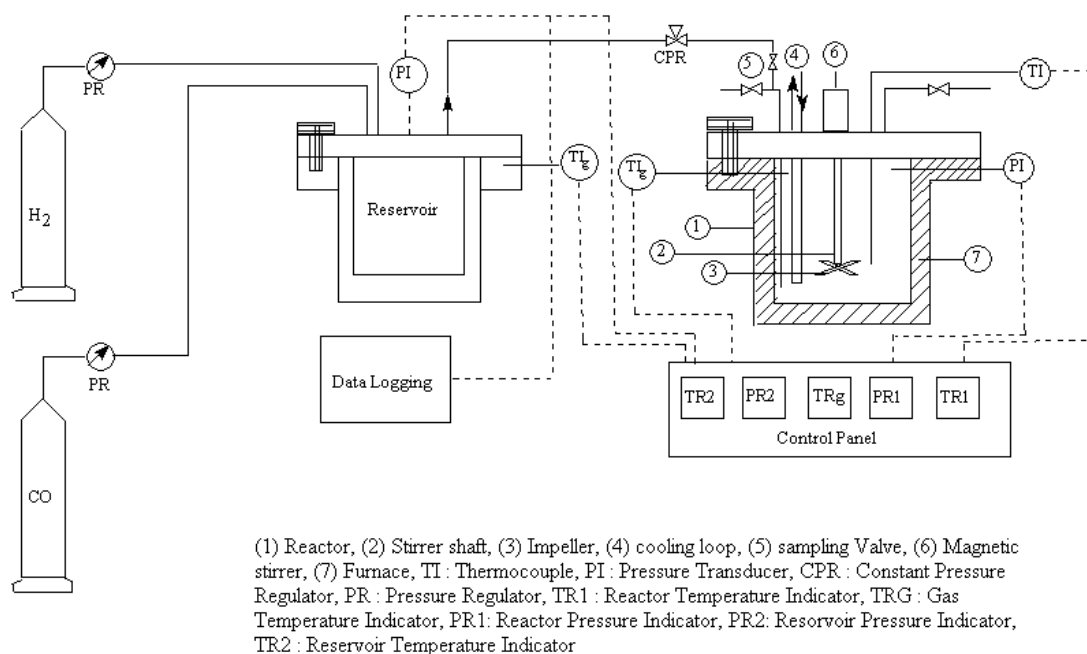 PR
PI
CPR
5
4
6
TI
H2
TIg
TIg
PI
Reservoir
1
2
3
7
PR
Data Logging
TR2 PR2 TRg PR1 TR1
Control Panel
CO
(1) Reactor, (2) Stirrer shaft, (3) Impeller, (4) cooling loop, (5) sampling Valve, (6) Magnetic
stirrer, (7) Furnace, TI : Thermocouple, PI : Pressure Transducer, CPR : Constant Pressure
Regulator, PR : Pressure Regulator, TR1 : Reactor Temperature Indicator, TRG : Gas
Temperature Indicator, PR1: Reactor Pressure Indicator, PR2: Resorvoir Pressure Indicator,
TR2 : Reservoir Temperature Indicator